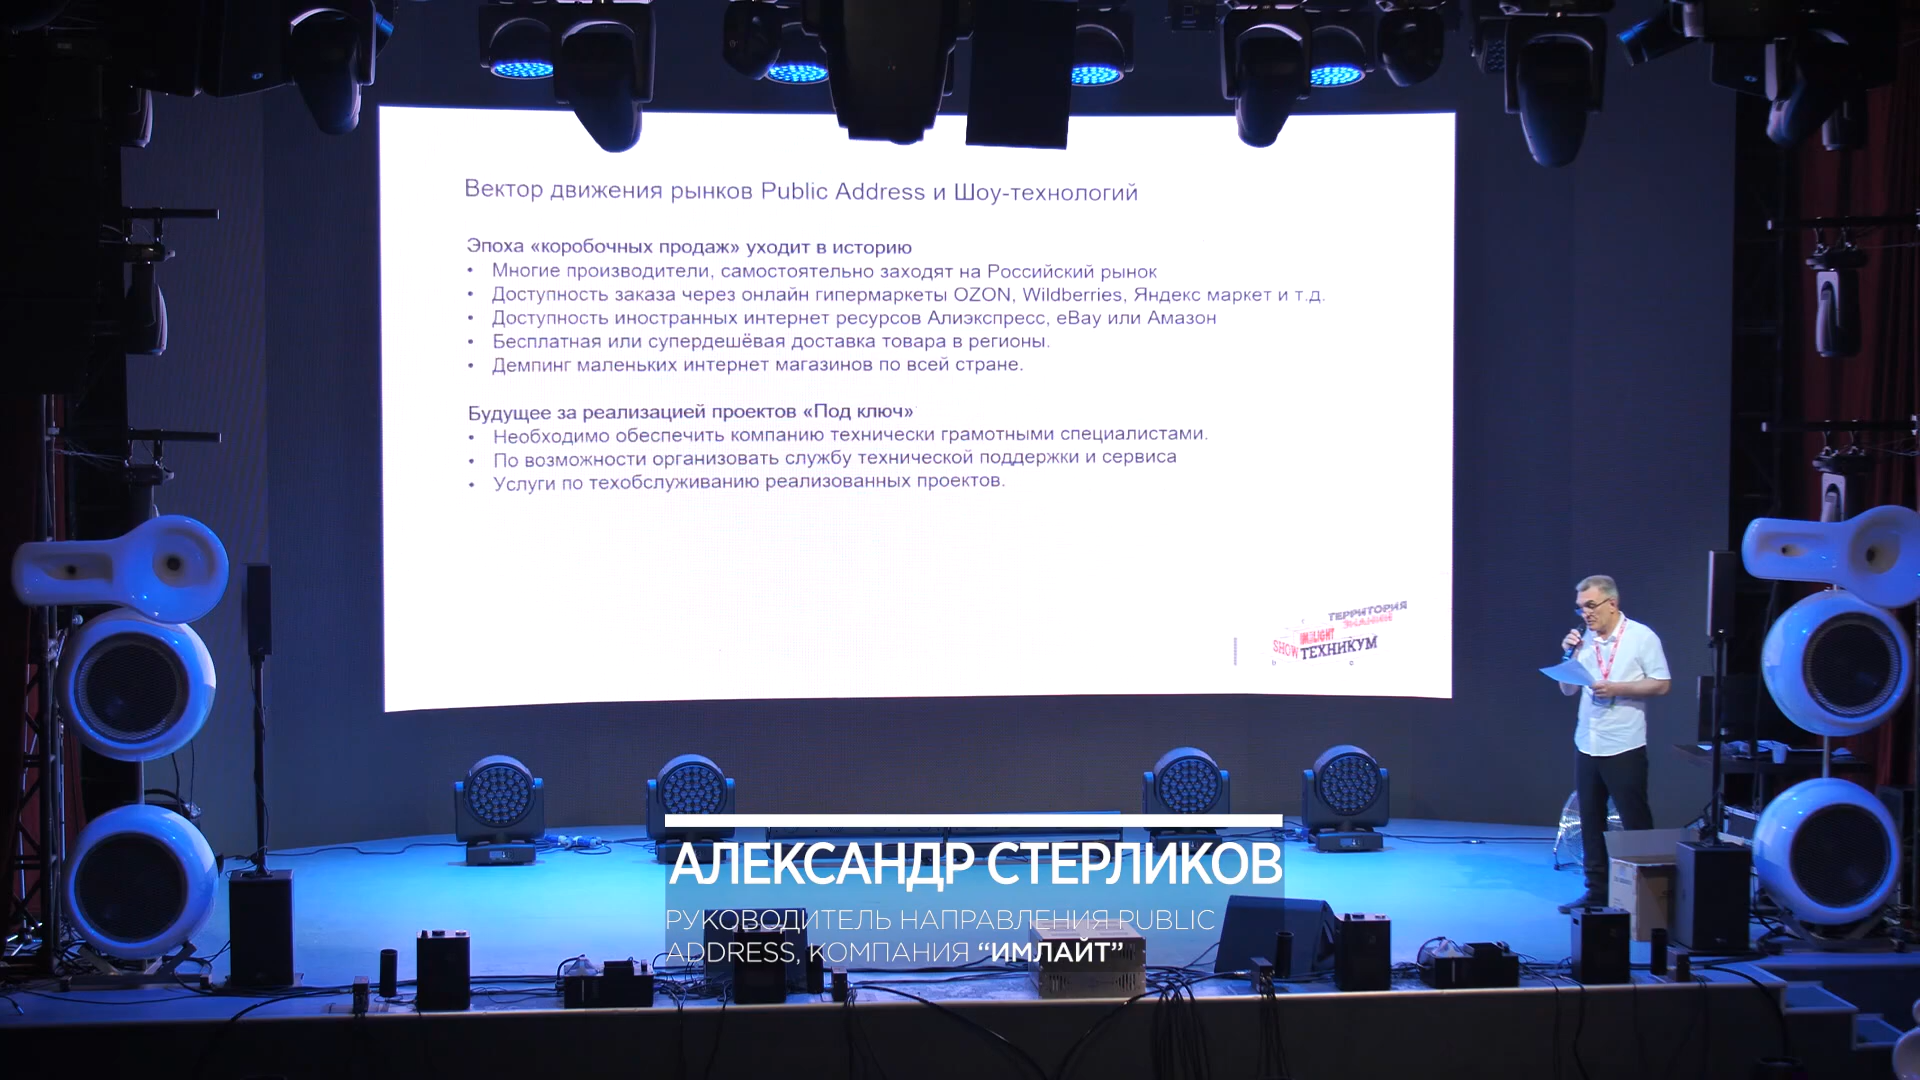 Вектор движения рынков Public Address и Шоу-технологий
Эпоха «коробочных продаж» уходит в историю
• Многие производители, самостоятельно заходят на Российский рынок
• Доступность заказа через онлайн гипермаркеты OZON, Wildberries, Яндекс маркет и т.д.
• Доступность иностранных интернет ресурсов Алиэкспресс, eBay или Амазон
• Бесплатная или супердешёвая доставка товара в регионы.
• Демпинг маленьких интернет магазинов по всей стране.
Будущее за реализацией проектов «Под ключ»
• Необходимо обеспечить компанию технически грамотными специалистами.
• По возможности организовать службу технической поддержки и сервиса
• Услуги по техобслуживанию реализованных проектов.
ТЕРРИТОРИЯ
ЗНАНИЙ
IMLIGHT
SHOW ТЕХНИКУМ
АЛЕКСАНДР СТЕРЛИКОВ
РУКОВОДИТЕЛЬ НАПРАВЛЕНИЯ PUBLIC
ADDRESS, КОМПАНИЯ “ИМЛАЙТ”